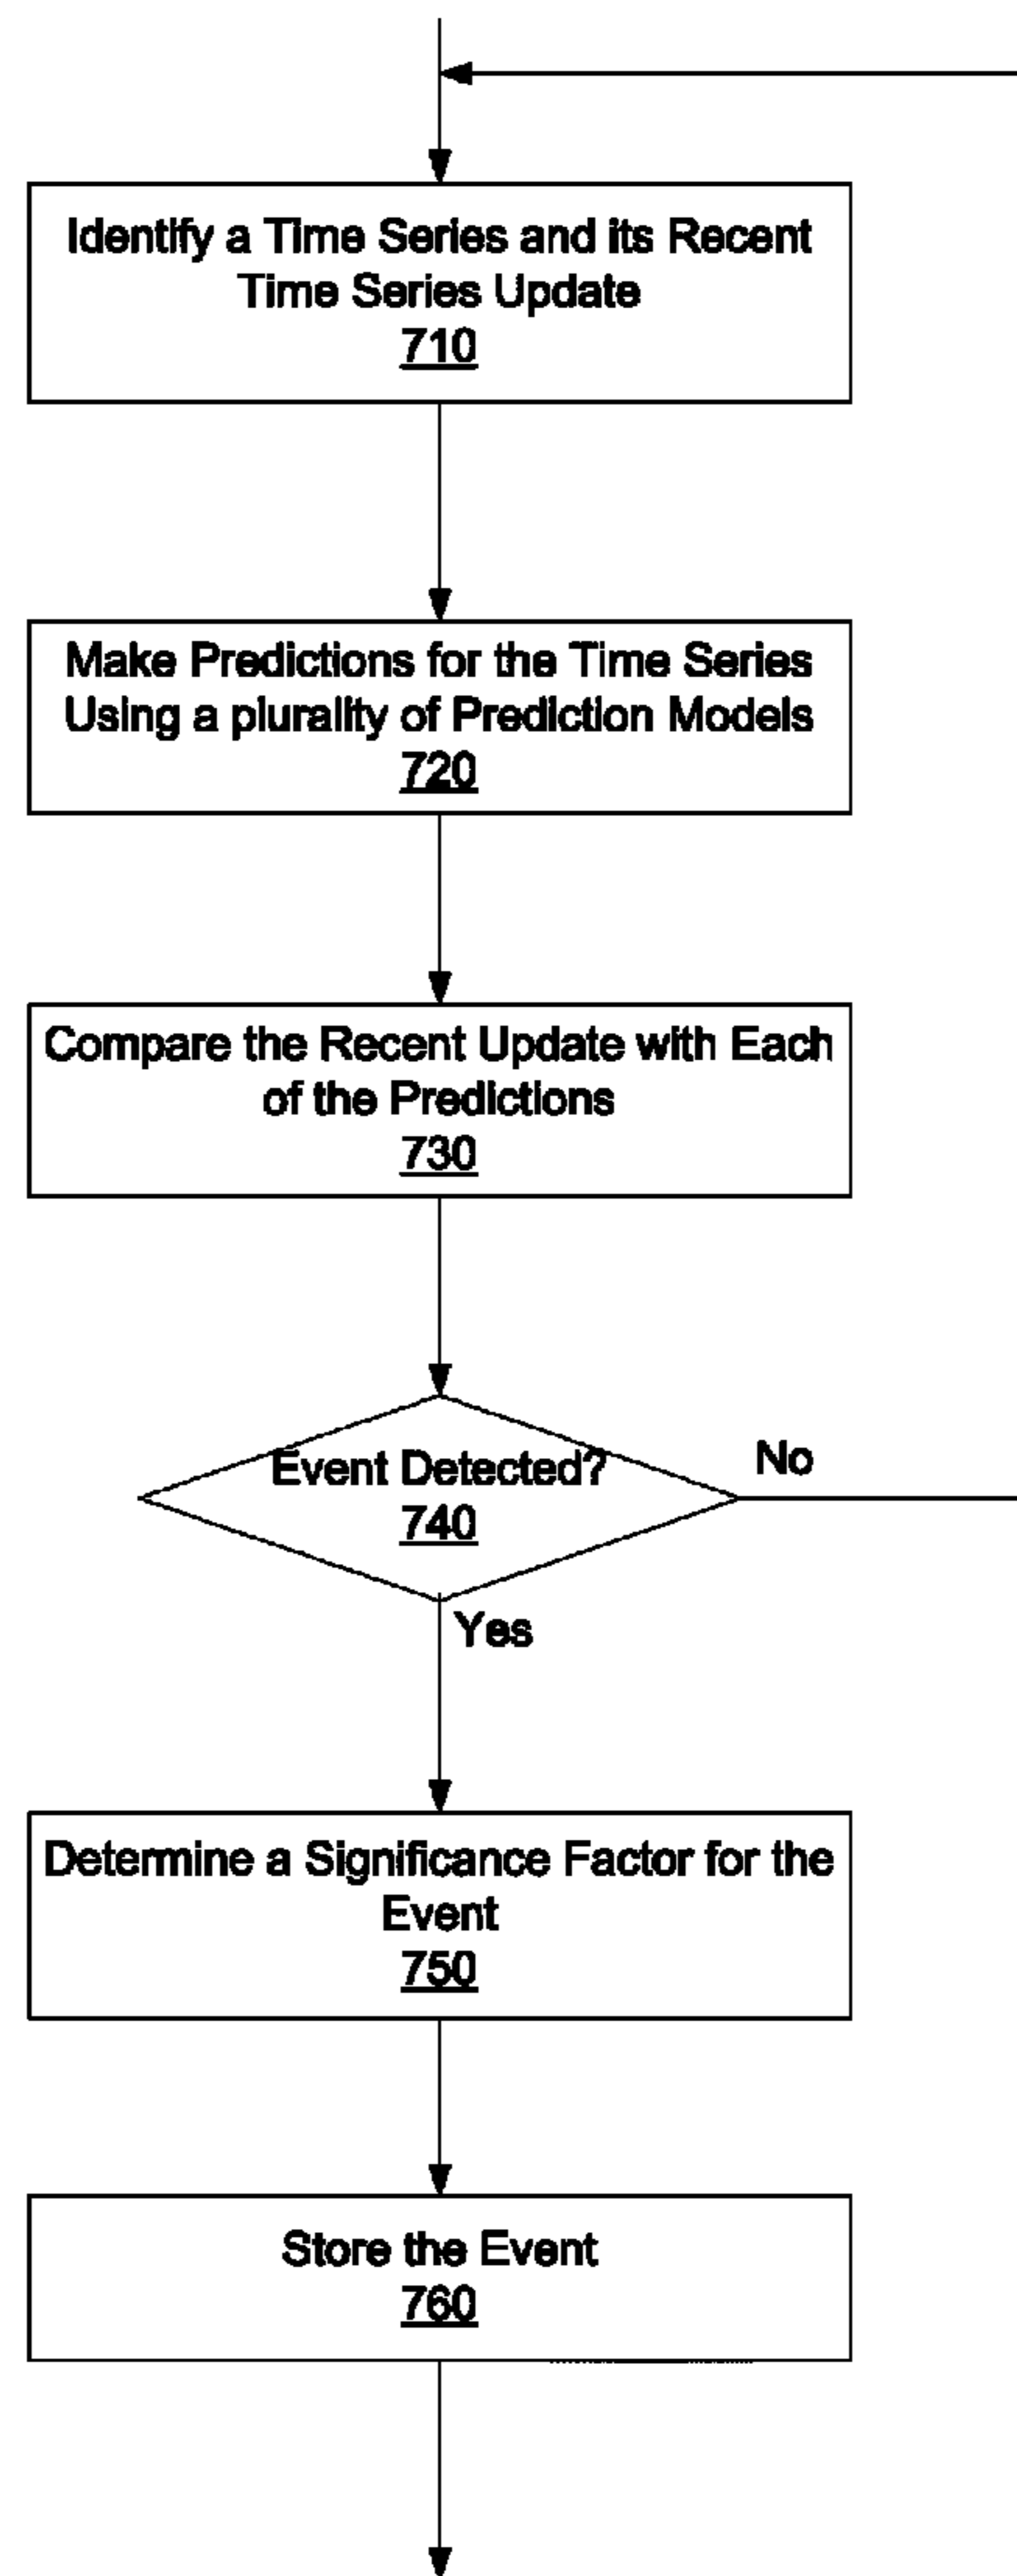 Identify a Time Series and its Recent
Time Series Update
710
Make Predictions for the Time Series
Using a plurality of Prediction Models
720
Compare the Recent Update with Each
of the Predictions
730
Event Detected?
740
No
Yes
Determine a Significance Factor for the
Event
750
Store the Event
760